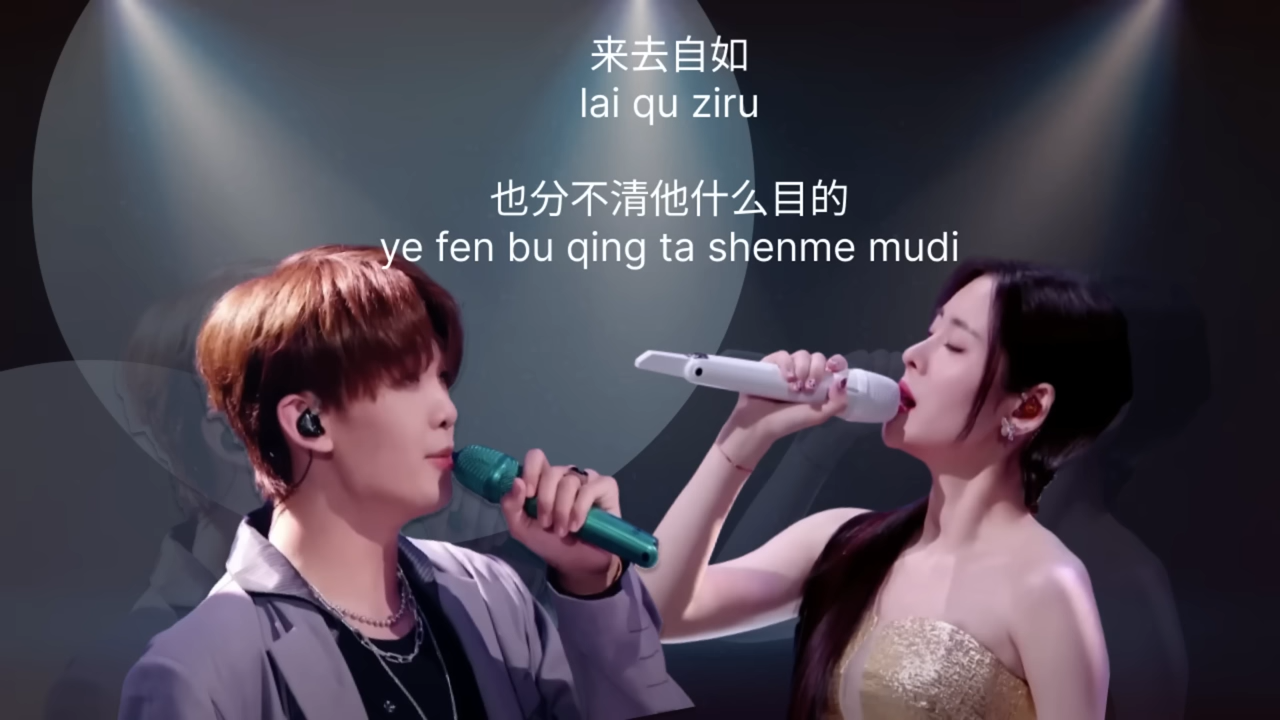 来去自如
lai qu ziru
也分不清他什么目的
ye fen bu qing ta shenme mudi